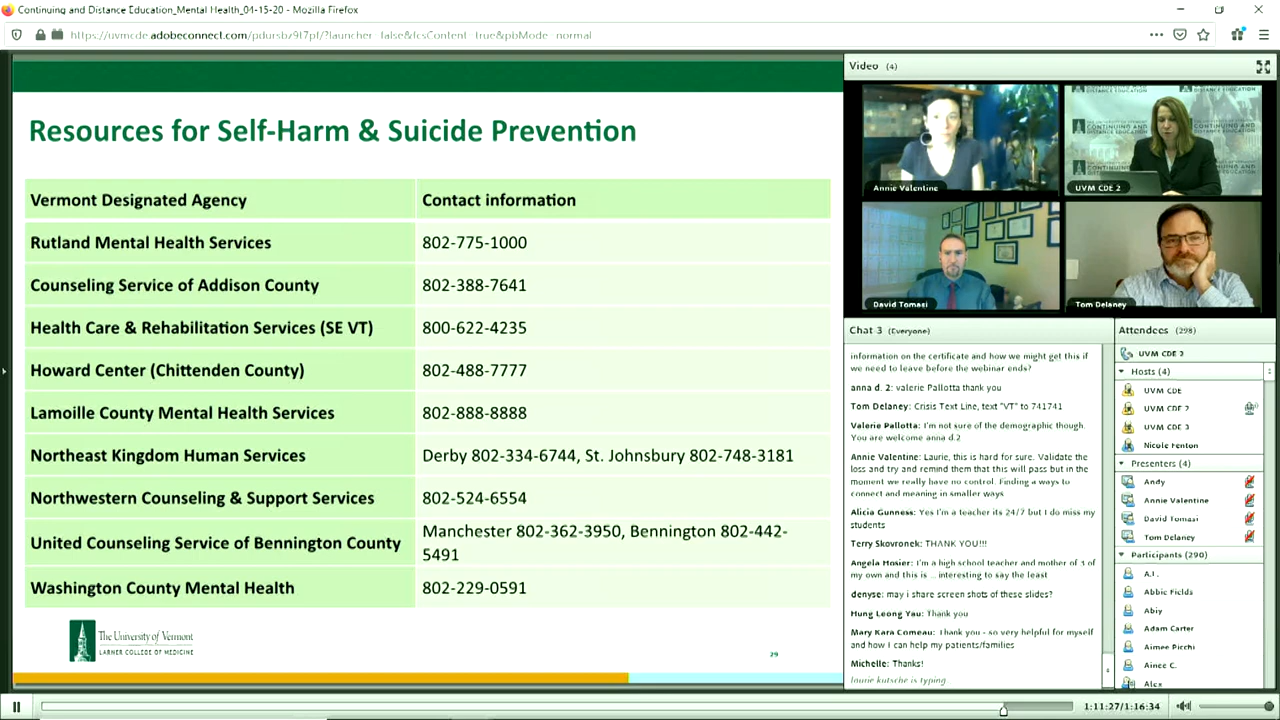 Continuing and Distance Education_Mental Health_04-15-20 - Mozilla Firefox
adobeconnect.com
Resources for Self-Harm & Suicide Prevention
Vermont Designated Agency Contact information
Rutland Mental Health Services 802-775-1000
Counseling Service of Addison County 802-388-7641
Health Care & Rehabilitation Services (SE VT) 800-622-4235
Howard Center (Chittenden County) 802-488-7777
Lamoille County Mental Health Services 802-888-8888
Northeast Kingdom Human Services Derby 802-334-6744, St. Johnsbury 802-748-3181
Northwestern Counseling & Support Services 802-524-6554
United Counseling Service of Bennington County Manchester 802-362-3950, Bennington 802-442-
5491
Washington County Mental Health 802-229-0591
The University of Vermont
LARNER COLLEGE OF MEDICINE
29
Video (4)
Annie Valentine
UVM CDE 2
David Tomasi
Tom Delaney
Chat-3 (Everyone)
information on the certificate and how we might get this if
we need to leave before the webinar ends?
anna d. 2: valerie Pallotta thank you
Tom Delaney: Crisis Text Line, text "VT" to 741741
Valerie Pallotta: I'm not sure of the demographic though.
You are welcome anna d.2
Annie Valentine: Laurie, this is hard for sure. Validate the
loss and try and remind them that this will pass but in the
moment we really have no control. Finding a ways to
connect and meaning in smaller ways
Alicia Gunness: Yes I'm a teacher its 24/7 but I do miss my
students
Terry Skovronek: THANK YOU!!!
Angela Hosier: I'm a high school teacher and mother of 3 of
my own and this is .. interesting to say the least
denyse: may i share screen shots of these slides?
Hung Leong Yau: Thank you
Mary Kara Comeau: Thank you - so very helpful for myself
and how I can help my patients/families
Michelle: Thanks!
laurie kutsche is typing
Attendees (298)
UVM CDE 3
Hosts (4)
UVM CDE
UVM CDE 2
UVM CDE 3
Nicole Fenton
Presenters (4)
Andy
Annie Valentine
David Tomasi
Tom Delaney
Participants (290)
A.L.
Abbie Fields
Abiy
Adam Carter
Aimee Picchi
Ainee C.
Alex
1:11:27/1:16:34